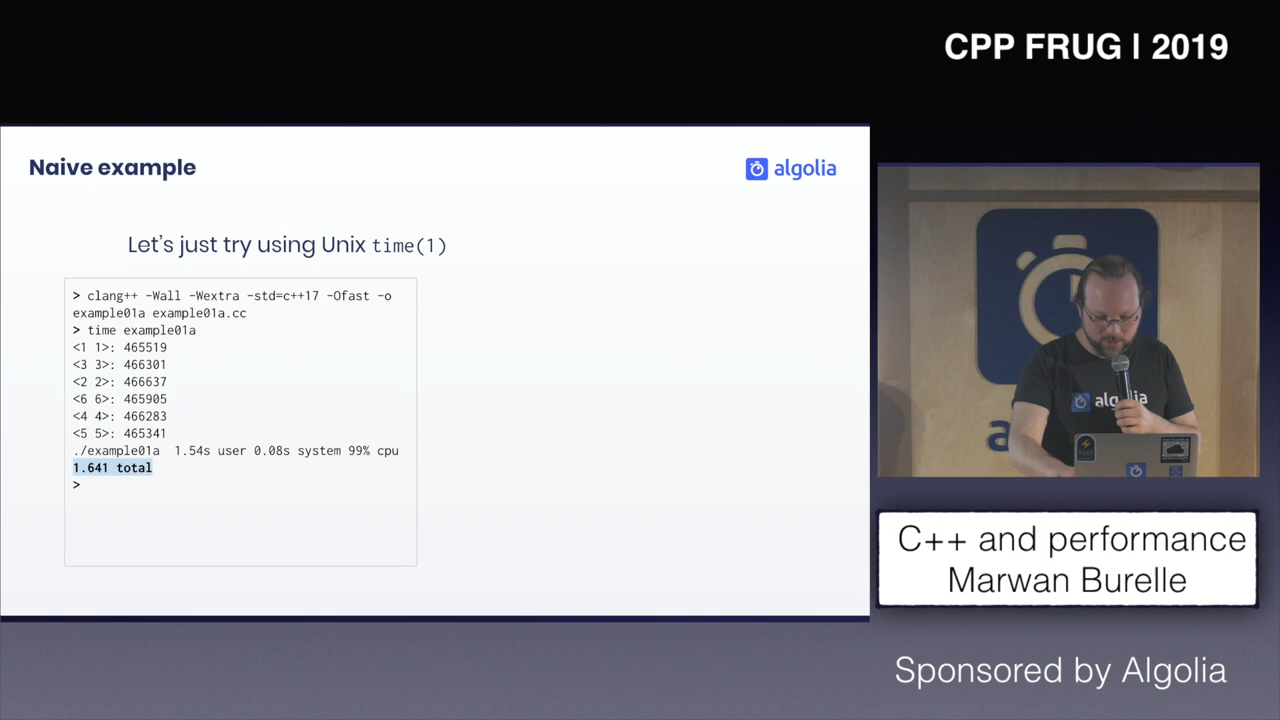 CPP FRUG | 2019
Naive example
algolia
Let's just try using Unix time(1)
> clang++ -Wall -Wextra -std=c++17 -Ofast -o
example01a example01a.cc
> time example01a
<1 1>: 465519
<3 3>: 466301
<2 2>: 466637
<6 6>: 465905
<4 4>: 466283
<5 5>: 465341
./example01a 1.54s user 0.08s system 99% cpu
1.641 total
>
algolia
C++ and performance
Marwan Burelle
Sponsored by Algolia